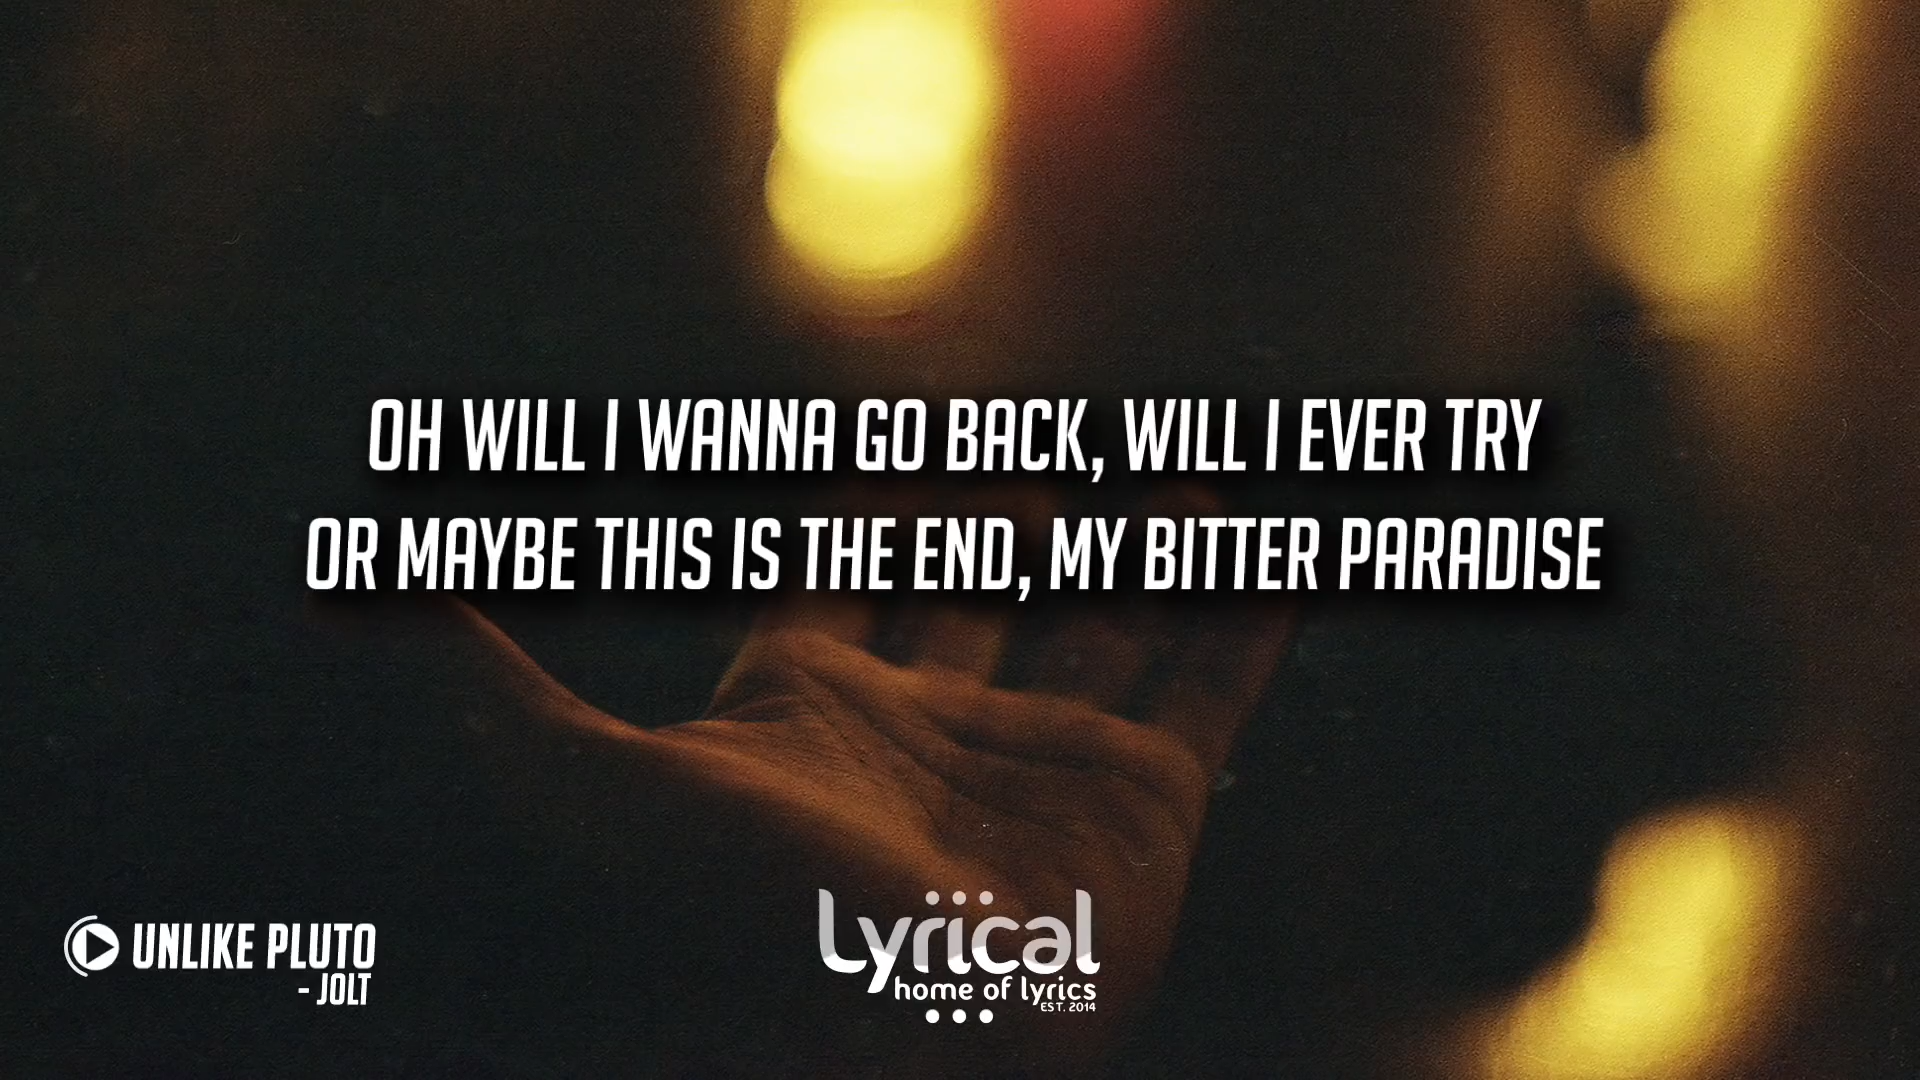 OH WILL I WANNA GO BACK, WILL I EVER TRY
OR MAYBE THIS IS THE END, MY BITTER PARADISE
UNLIKE PLUTO
- JOLT
Lyrical
home of lyrics
EST. 2014